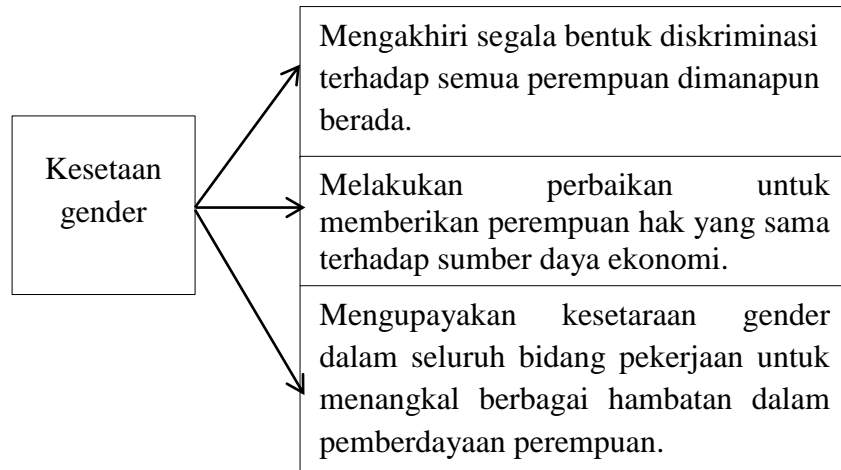 Kesetaan
gender
Mengakhiri segala bentuk diskriminasi
terhadap semua perempuan dimanapun
berada.
Melakukan perbaikan untuk
memberikan perempuan hak yang sama
terhadap sumber daya ekonomi.
Mengupayakan kesetaraan gender
dalam seluruh bidang pekerjaan untuk
menangkal berbagai hambatan dalam
pemberdayaan perempuan.